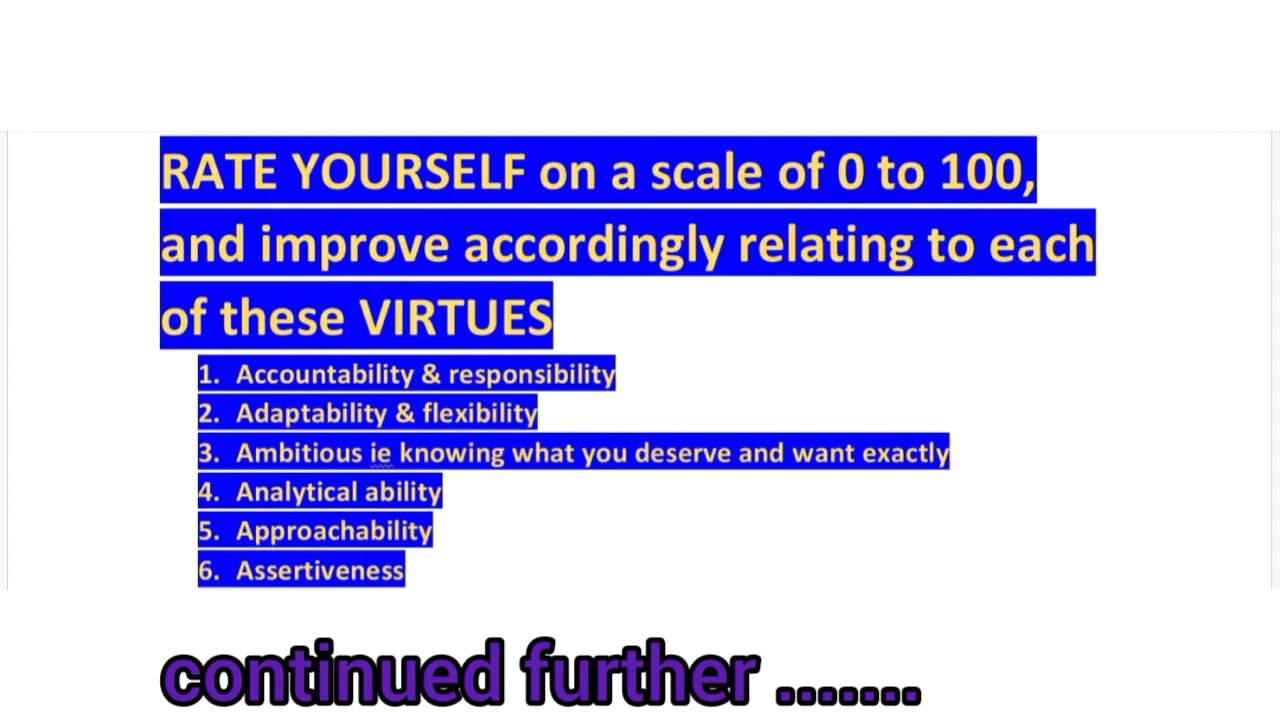 RATE YOURSELF on a scale of 0 to 100,
and improve accordingly relating to each
of these VIRTUES
1. Accountability & responsibility
2. Adaptability & flexibility
3. Ambitious ie knowing what you deserve and want exactly
4. Analytical ability
5. Approachability
6. Assertiveness
continued further .......